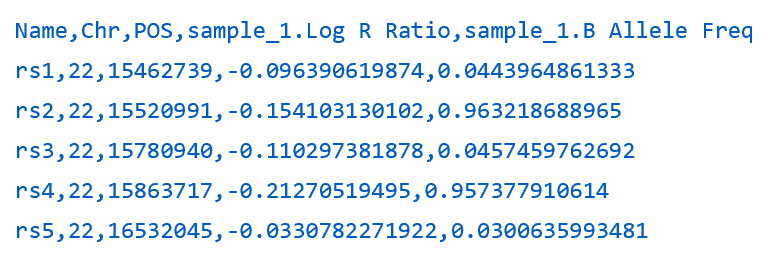 Name,Chr,POS,sample_1.Log R Ratio,sample_1.B Allele Freq
rs1,22,15462739,-0.096390619874,0.0443964861333
rs2,22,15520991,-0.154103130102,0.963218688965
rs3,22,15780940,-0.110297381878,0.0457459762692
rs4,22,15863717,-0.21270519495,0.957377910614
rs5,22,16532045,-0.0330782271922,0.0300635993481